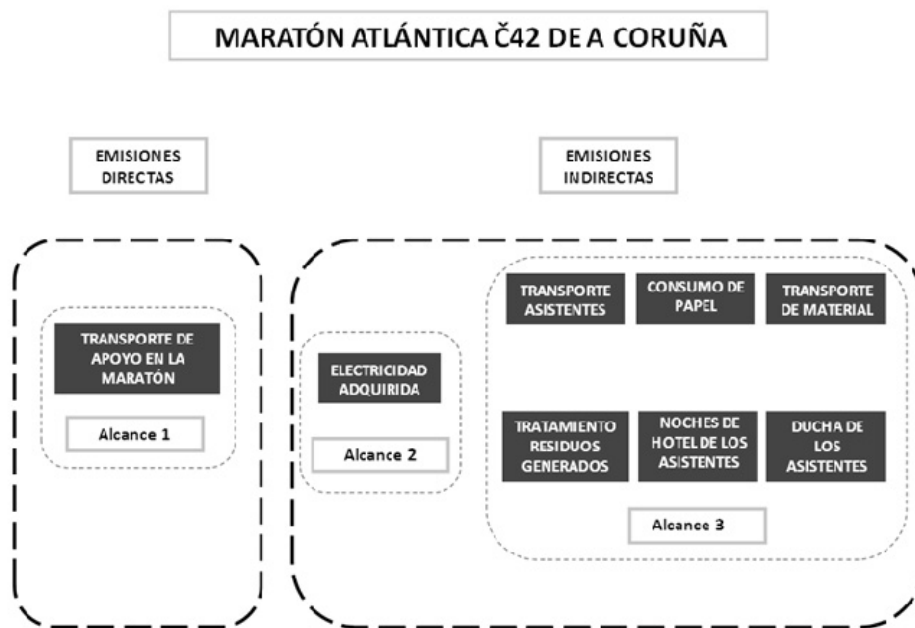 MARATÓN ATLÁNTICA Č42 DE A CORUÑA
EMISIONES
DIRECTAS
EMISIONES
INDIRECTAS
TRANSPORTE DE
APOYO EN LA
MARATÓN
Alcance 1
ELECTRICIDAD
ADQUIRIDA
Alcance 2
TRANSPORTE
ASISTENTES
CONSUMO DE
PAPEL
TRANSPORTE
DE MATERIAL
TRATAMIENTO
RESIDUOS
GENERADOS
NOCHES DE
HOTEL DE LOS
ASISTENTES
DUCHA DE
LOS
ASISTENTES
Alcance 3